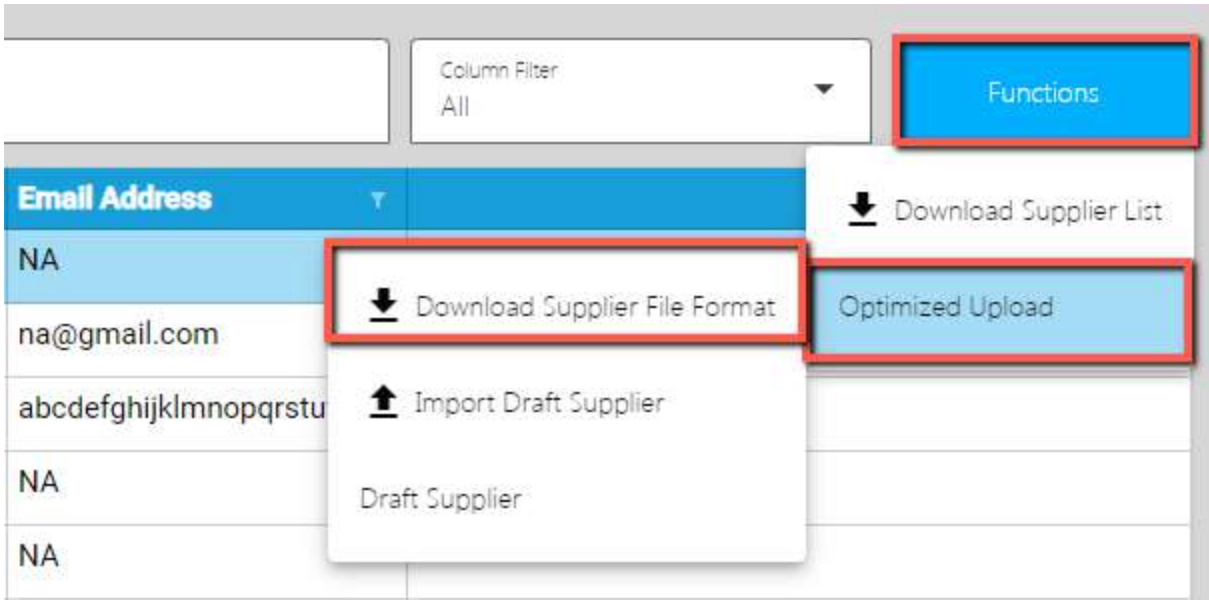 Column Filter
All
Functions
Email Address
Download Supplier List
NA
Download Supplier File Format
Optimized Upload
na@gmail.com
abcdefghijklmnopqrstu
Import Draft Supplier
NA
Draft Supplier
NA